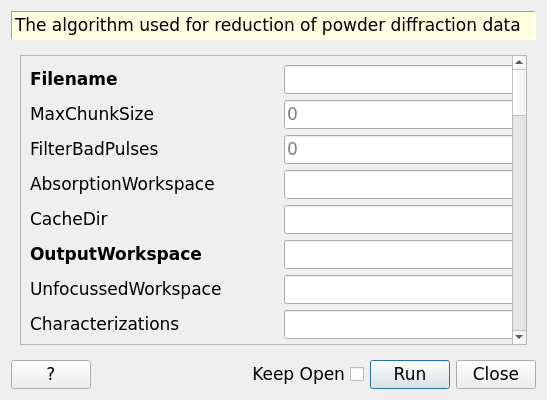 The algorithm used for reduction of powder diffraction data
Filename
MaxChunkSize 0
FilterBadPulses 0
AbsorptionWorkspace
CacheDir
OutputWorkspace
UnfocussedWorkspace
Characterizations
? Keep Open Run Close